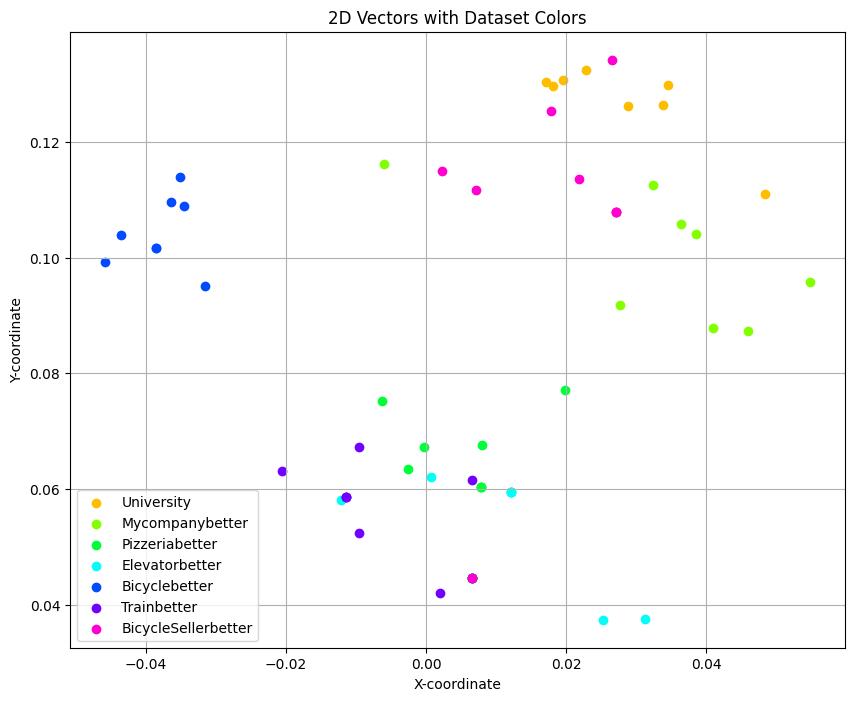 2D Vectors with Dataset Colors
Y-coordinate
0.12
0.10
0.08
0.06
0.04
University
Mycompanybetter
Pizzeriabetter
Elevatorbetter
Bicyclebetter
Trainbetter
BicycleSellerbetter
−0.04
−0.02
0.00
0.02
0.04
X-coordinate